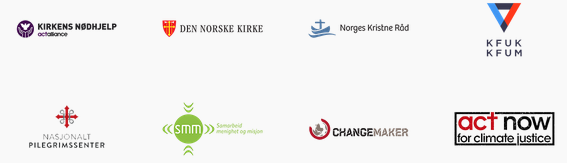 KIRKENS NØDHJELP
actalliance
DEN NORSKE KIRKE
Norges Kristne Råd
KFUK
KFUM
NASJONALT
PILEGRIMSSENTER
smm
Samarbeid
menighet og misjon
CHANGEMAKER
act now
for climate justice